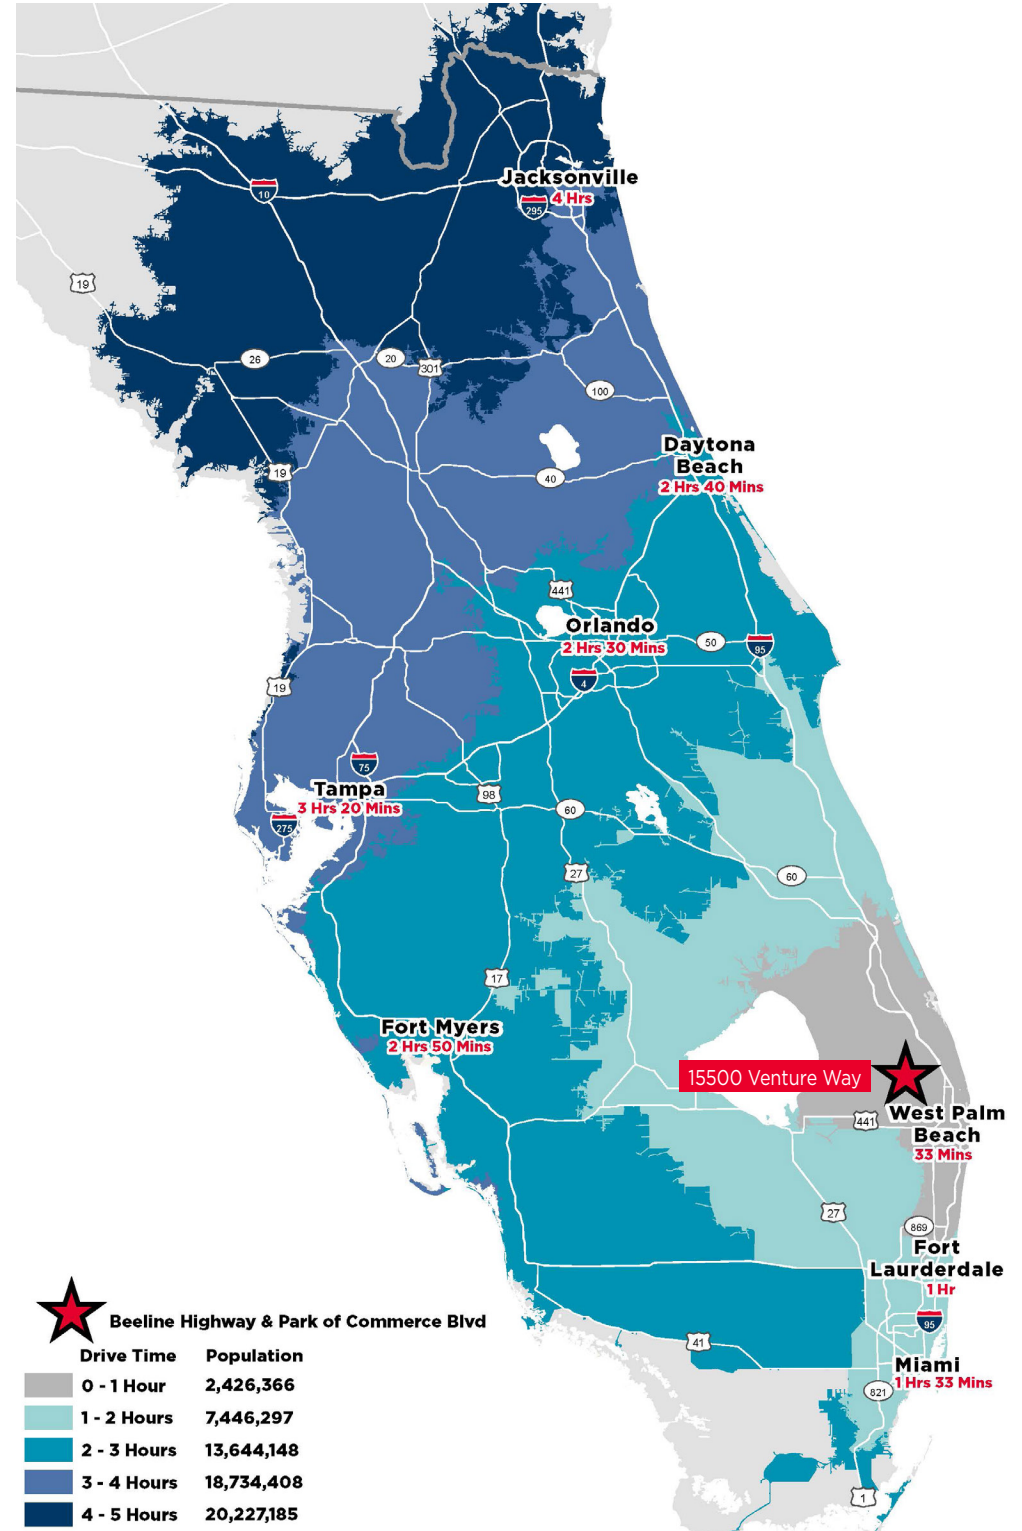 Jacksonville
4 Hrs
10
295
19
26
20
301
100
Daytona
Beach
2 Hrs 40 Mins
19
40
441
Orlando
2 Hrs 30 Mins
50
95
4
19
75
Tampa
3 Hrs 20 Mins
98
60
275
27
60
17
Fort Myers
2 Hrs 50 Mins
15500 Venture Way
441
West Palm
Beach
33 Mins
27
869
Fort
Laurderdale
1 Hr
95
41
Miami
1 Hrs 33 Mins
821
1
Beeline Highway & Park of Commerce Blvd
Drive Time Population
0 - 1 Hour 2,426,366
1 - 2 Hours 7,446,297
2 - 3 Hours 13,644,148
3 - 4 Hours 18,734,408
4 - 5 Hours 20,227,185